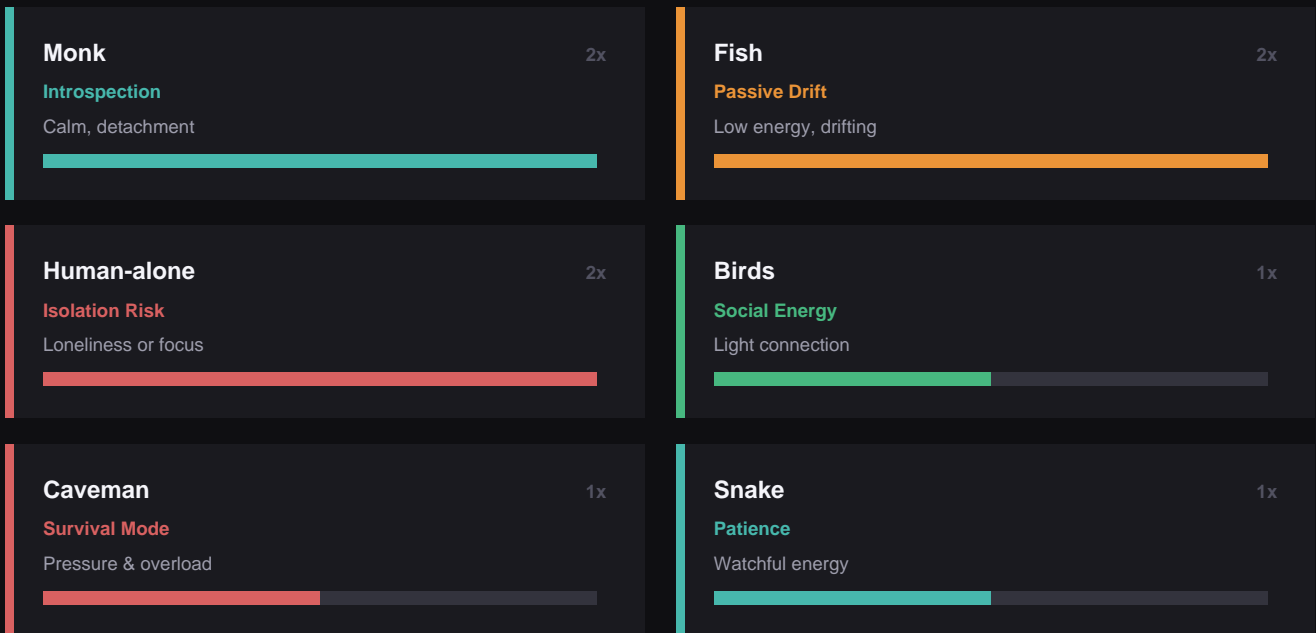 Monk 2x
Introspection
Calm, detachment
Fish 2x
Passive Drift
Low energy, drifting
Human-alone 2x
Isolation Risk
Loneliness or focus
Birds 1x
Social Energy
Light connection
Caveman 1x
Survival Mode
Pressure & overload
Snake 1x
Patience
Watchful energy